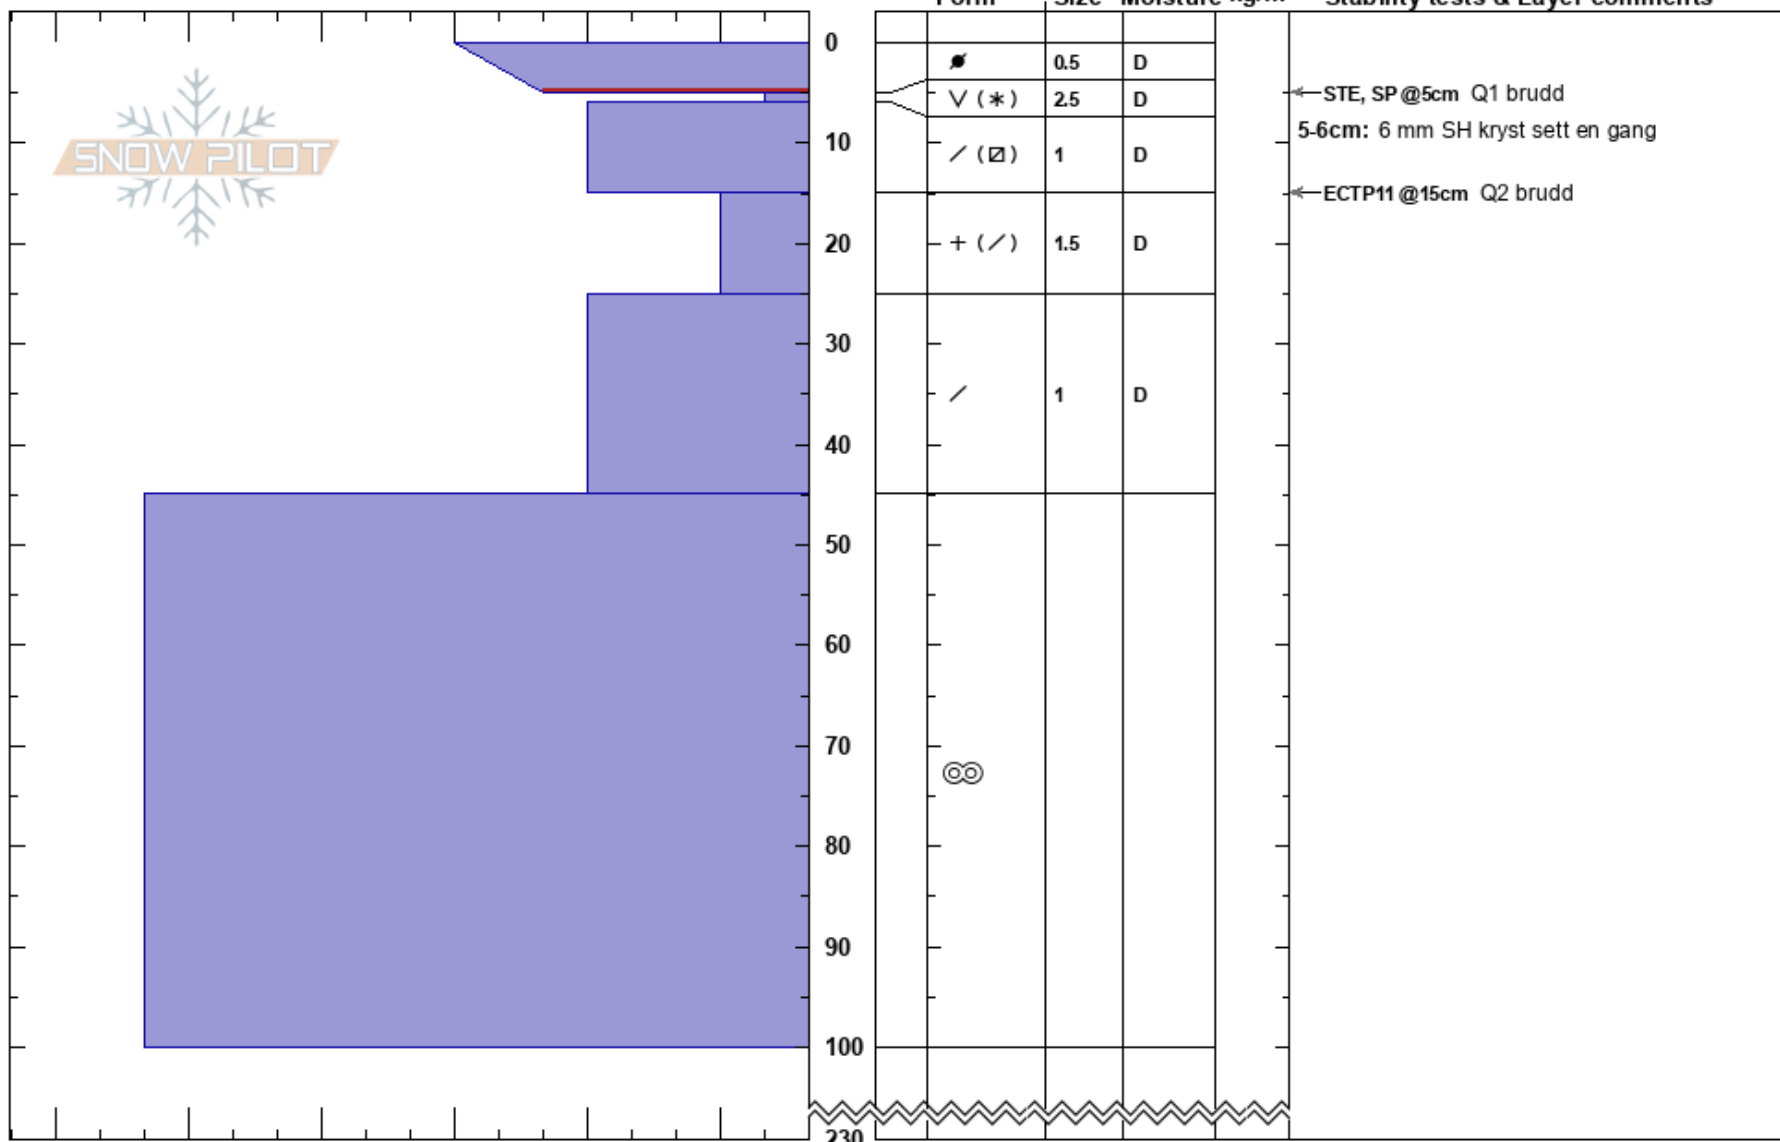 Form Size Moisture kg/m³ Stability tests & Layer comments
0
0.5 D
2.5 D STE, SP @5cm Q1 brudd
5-6cm: 6 mm SH kryst sett en gang
SNOW PILOT
10
1 D
ECTP11 @15cm Q2 brudd
20 1.5 D
30
1 D
40
50
60
70
80
90
100
230